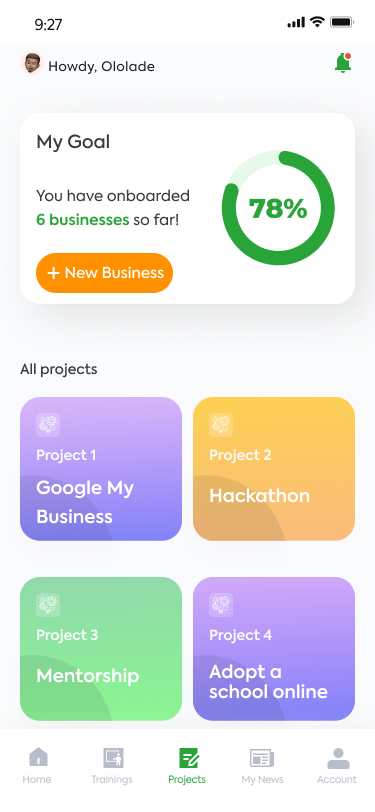 9:27
Howdy, Ololade
My Goal
You have onboarded
6 businesses so far!
78%
+ New Business
All projects
Project 1
Google My
Business
Project 2
Hackathon
Project 3
Mentorship
Project 4
Adopt a
school online
Home
Trainings
Projects
My News
Account